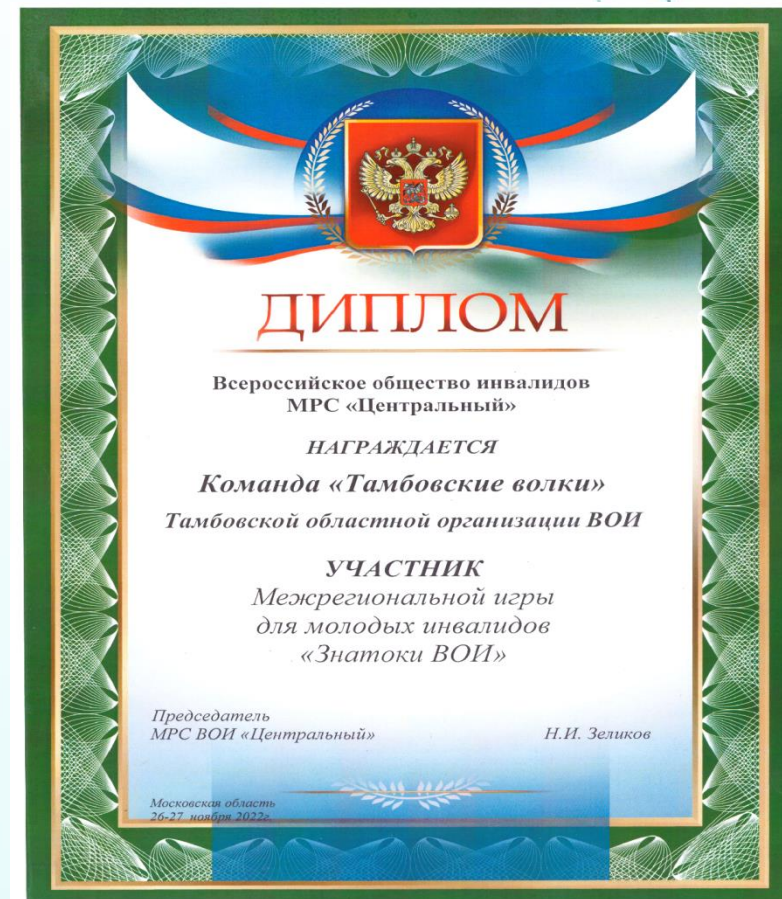 ДИПЛОМ
Всероссийское общество инвалидов
МРС «Центральный»
НАГРАЖДАЕТСЯ
Команда «Тамбовские волки»
Тамбовской областной организации ВОИ
УЧАСТНИК
Межрегиональной игры
для молодых инвалидов
«Знатоки ВОИ»
Председатель
МРС ВОИ «Центральный»
Н.И. Зеликов
Московская область
26-27 ноября 2022г.